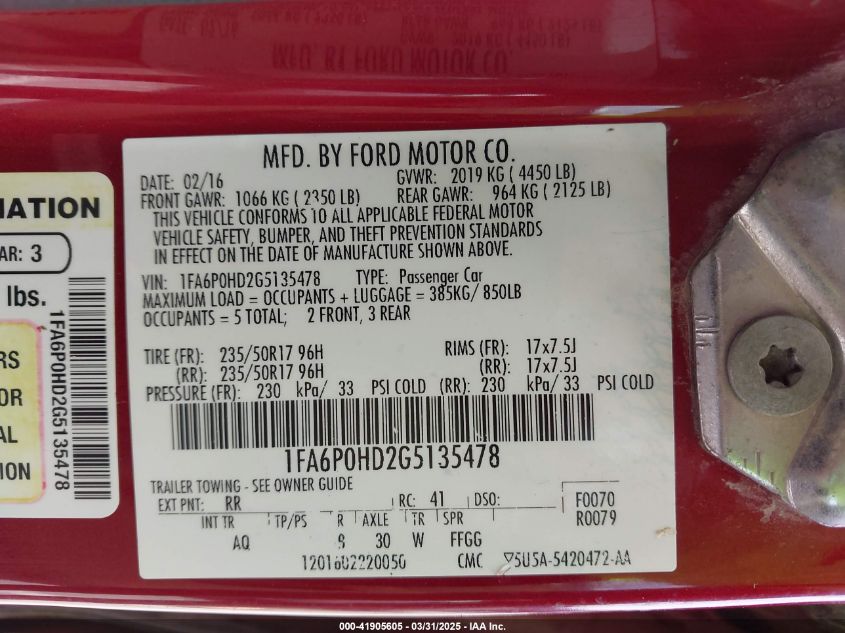 MFD. BY FORD MOTOR CO.
DATE: 02/16
GVWR: 2019 KG ( 4450 LB)
FRONT GAWR: 1066 KG ( 2350 LB)
REAR GAWR: 964 KG ( 2125 LB)
THIS VEHICLE CONFORMS TO ALL APPLICABLE FEDERAL MOTOR
VEHICLE SAFETY, BUMPER, AND THEFT PREVENTION STANDARDS
IN EFFECT ON THE DATE OF MANUFACTURE SHOWN ABOVE.
VIN: 1FA6P0HD2G5135478 TYPE: Passenger Car
MAXIMUM LOAD = OCCUPANTS + LUGGAGE = 385KG/ 850LB
OCCUPANTS = 5 TOTAL; 2 FRONT, 3 REAR
TIRE (FR): 235/50R17 96H RIMS (FR): 17x7.5J
(RR): 235/50R17 96H (RR): 17x7.5J
PRESSURE (FR): 230 kPa/ 33 PSI COLD (RR): 230 kPa/ 33 PSI COLD
1FA6P0HD2G5135478
TRAILER TOWING - SEE OWNER GUIDE
EXT PNT: RR RC: 41 DSO: F0070
R0079
INT TR TP/PS R AXLE TR SPR
AQ 8 30 W FFGG
1201602220050 CMC ▽5U5A-5420472-AA
MATION
AR: 3
lbs.
RS
OR
AL
ION
1FA6P0HD2G5135478
000-41905605 - 03/31/2025 - IAA Inc.